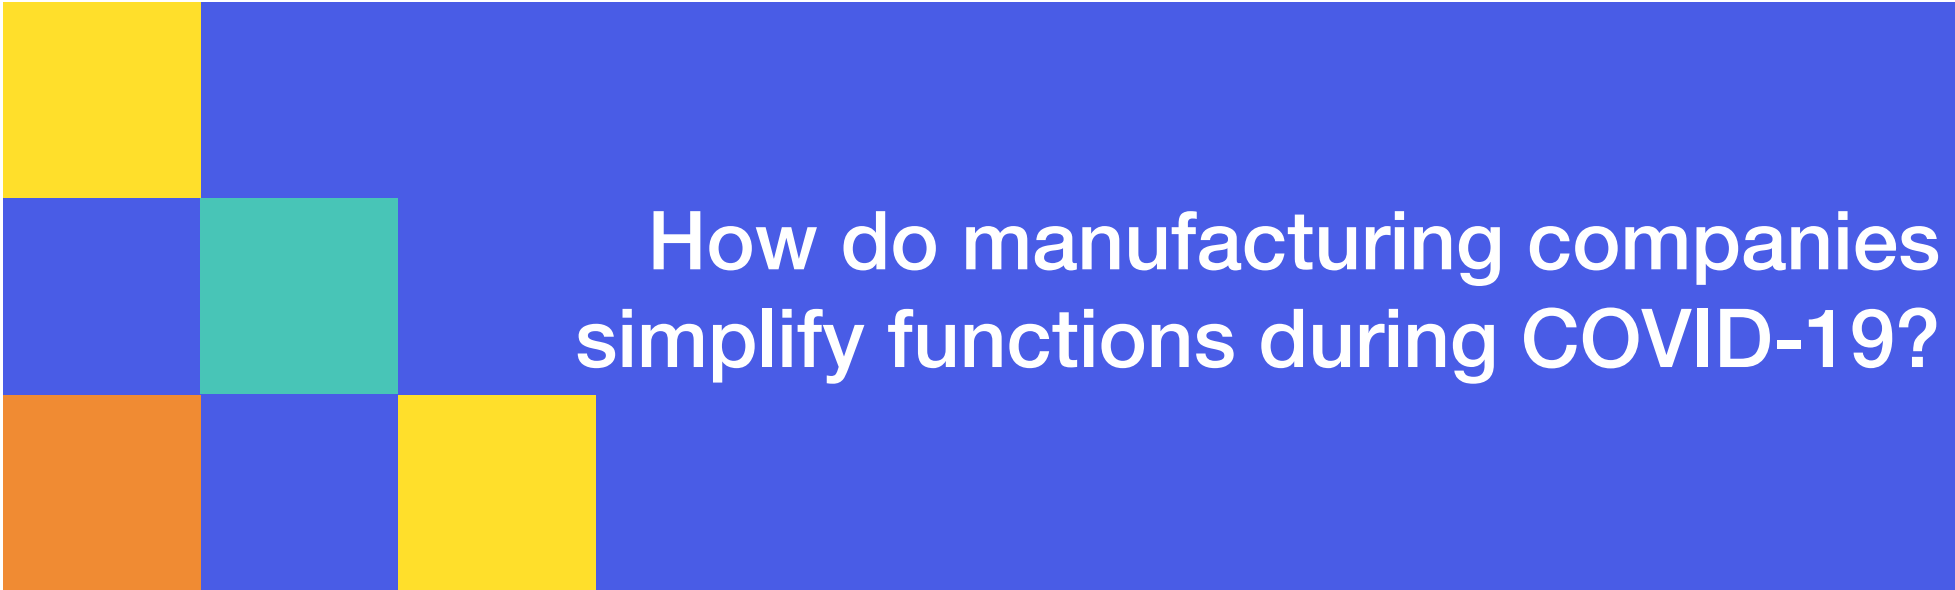 How do manufacturing companies
simplify functions during COVID-19?